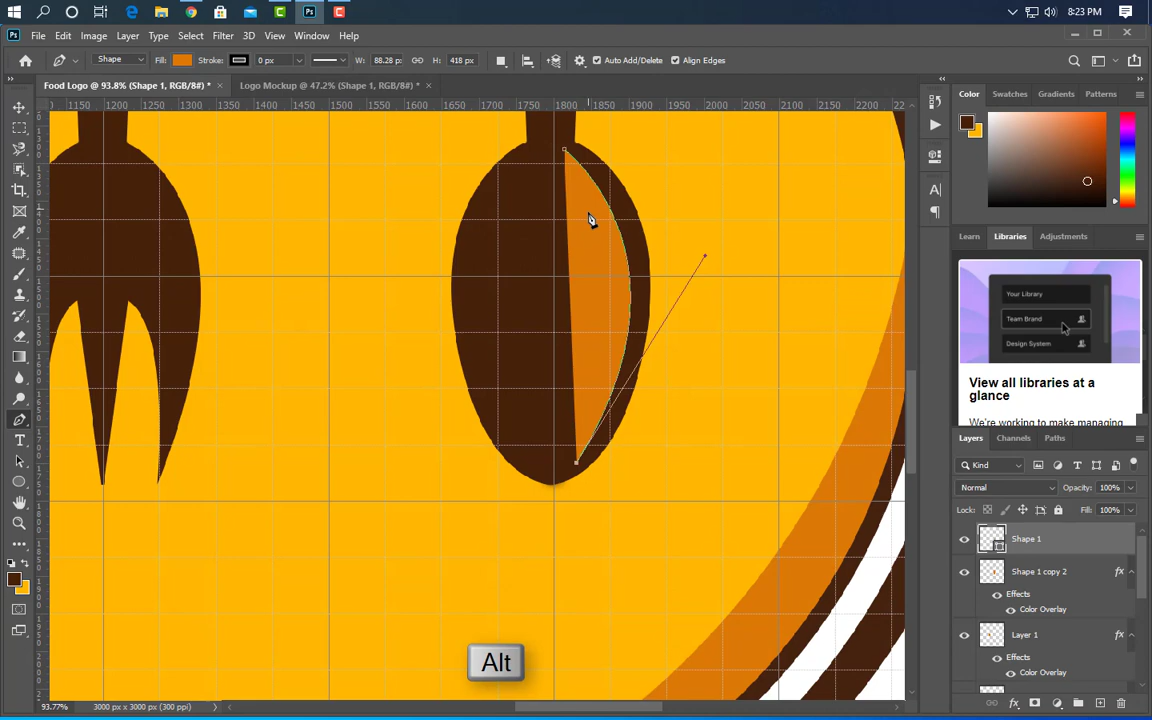 8:23 PM
Ps File Edit Image Layer Type Select Filter 3D View Window Help
Shape Fill: Stroke: 0 px W: 88.28 px H: 418 px Auto Add/Delete Align Edges
Food Logo @ 93.8% (Shape 1, RGB/8#) * × Logo Mockup @ 47.2% (Shape 1, RGB/8#) * ×
1150 1200 1250 1300 1350 1400 1450 1500 1550 1600 1650 1700 1750 1800 1850 1900 1950 2000 2050 2100 2150
Color Swatches Gradients Patterns
Learn Libraries Adjustments
Your Library
Team Brand
Design System
View all libraries at a
glance
We're working to make managing
Layers Channels Paths
Kind
Normal Opacity: 100%
Lock: Fill: 100%
Shape 1
Shape 1 copy 2 fx
Effects
Color Overlay
Layer 1 fx
Effects
Color Overlay
Alt
93.77% 3000 px x 3000 px (300 ppi)